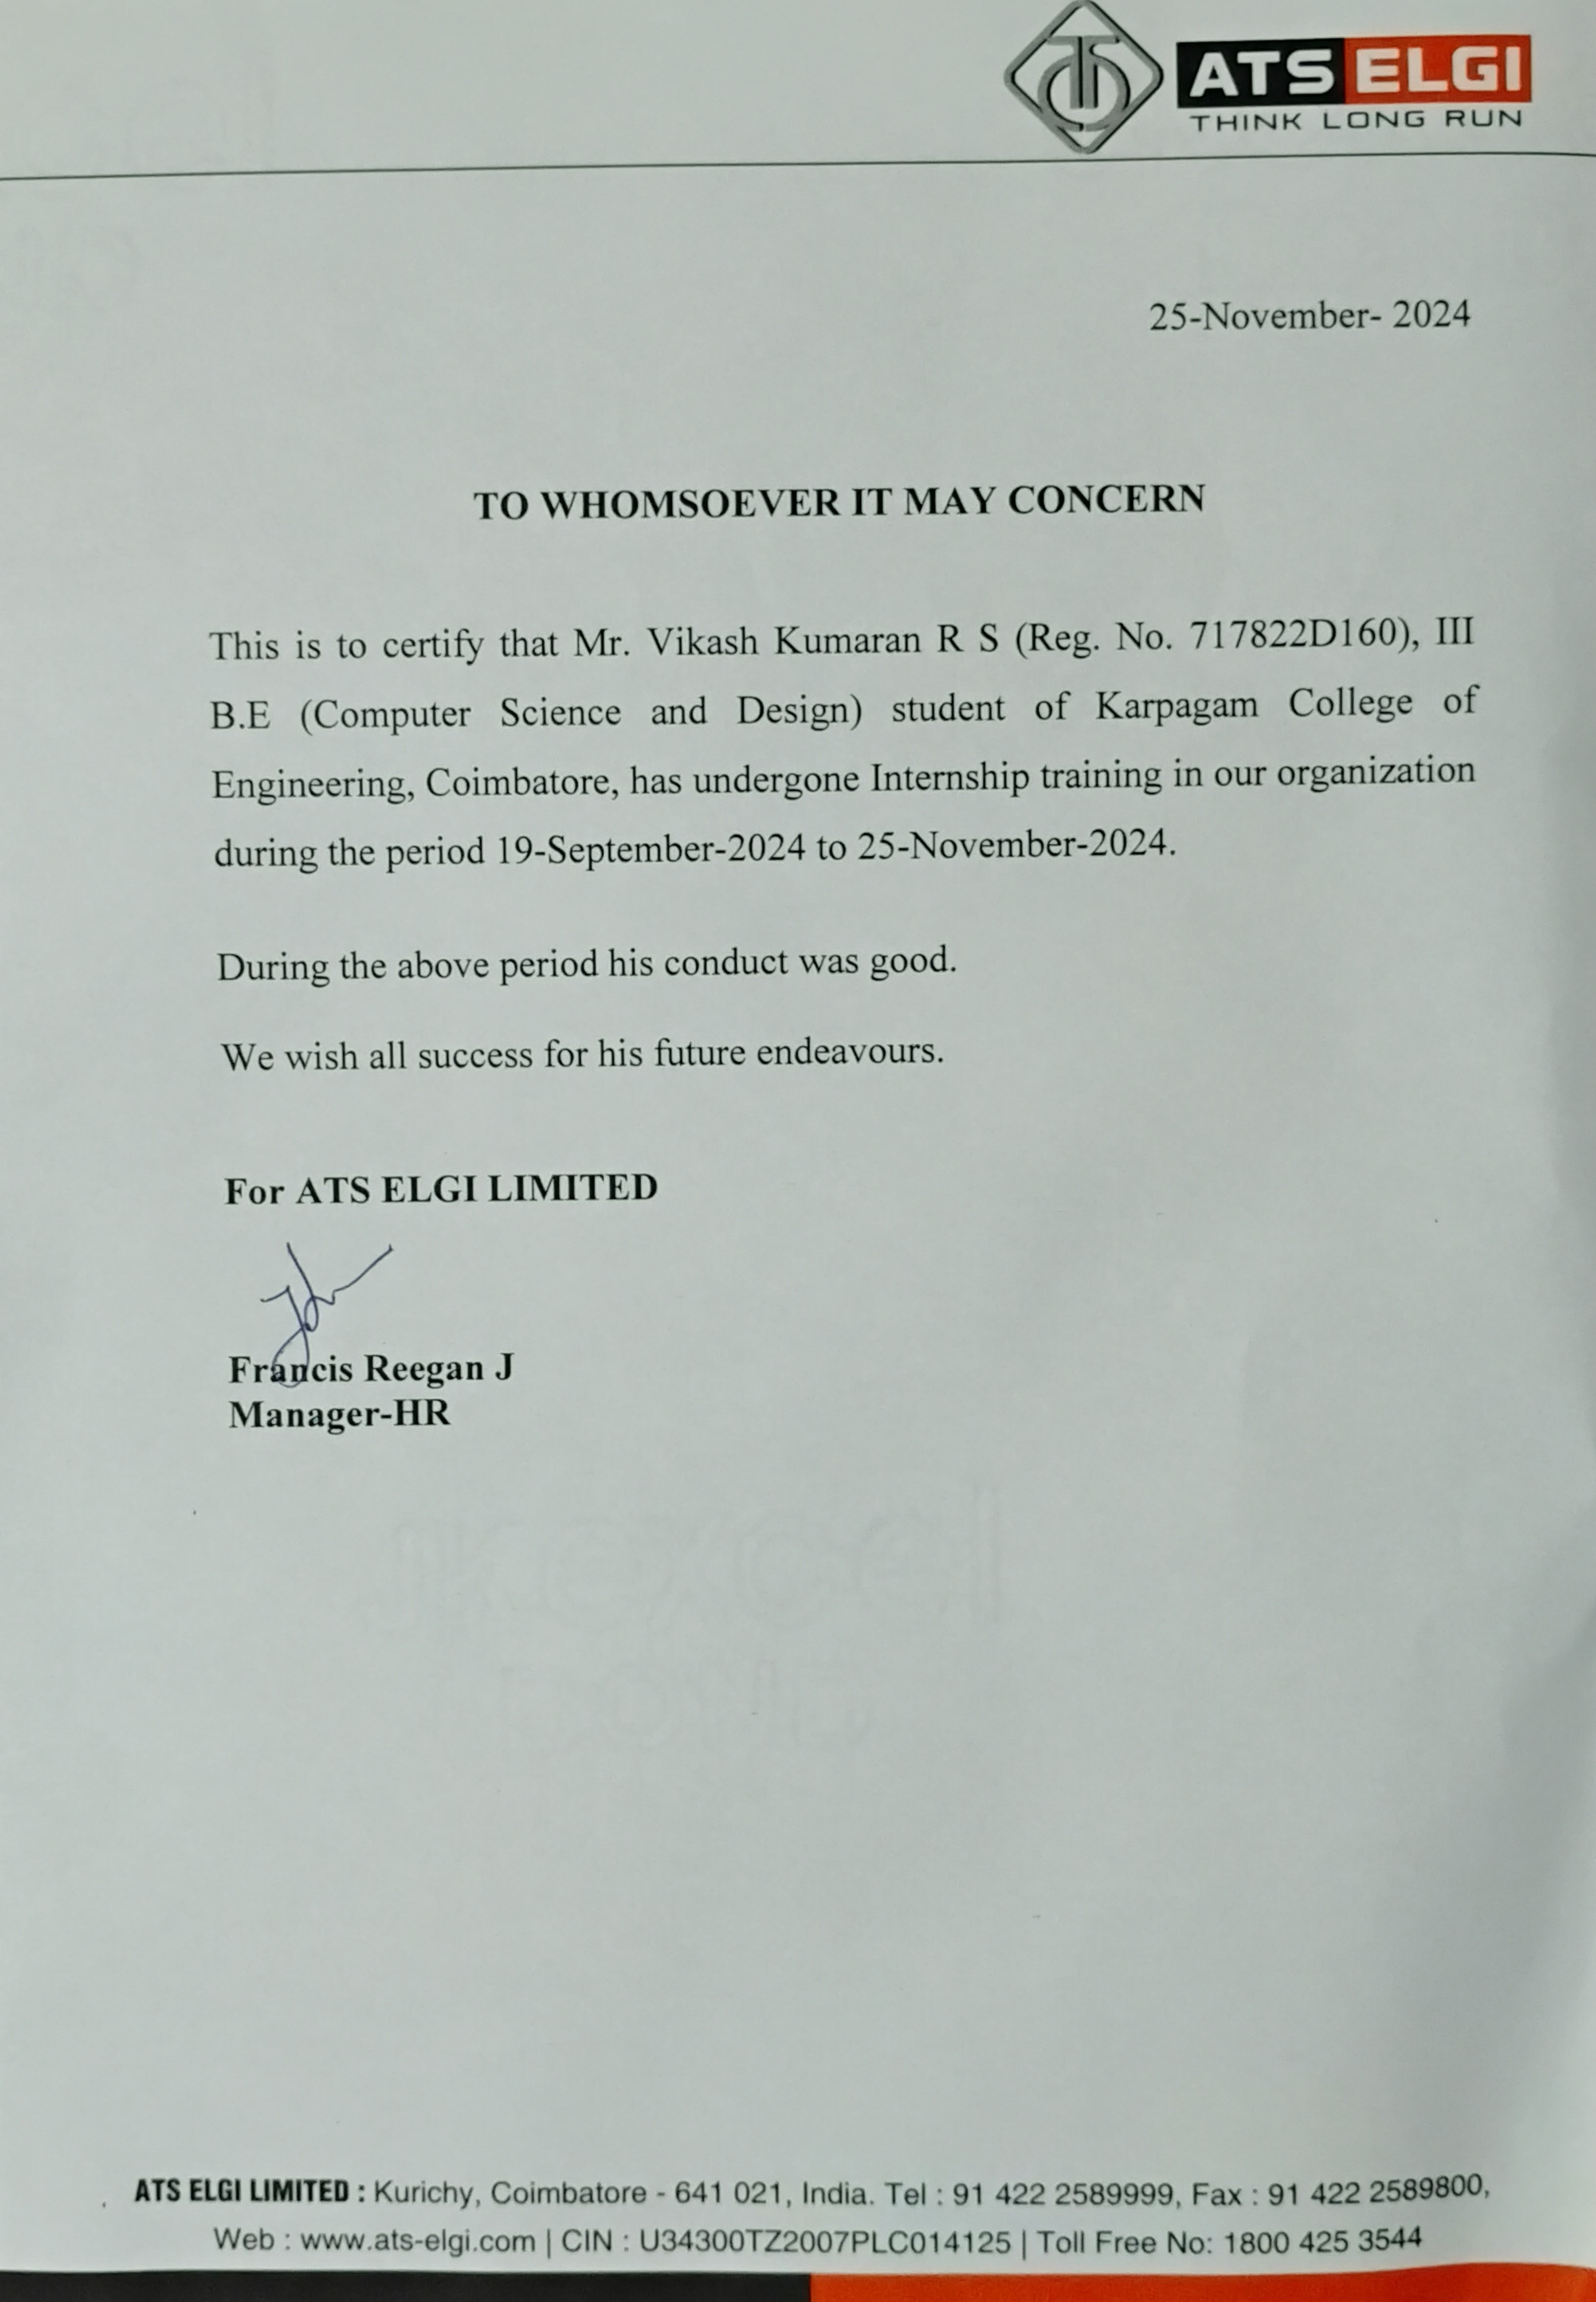 ATS ELGI
THINK LONG RUN
25-November- 2024
TO WHOMSOEVER IT MAY CONCERN
This is to certify that Mr. Vikash Kumaran R S (Reg. No. 717822D160), III
B.E (Computer Science and Design) student of Karpagam College of
Engineering, Coimbatore, has undergone Internship training in our organization
during the period 19-September-2024 to 25-November-2024.
During the above period his conduct was good.
We wish all success for his future endeavours.
For ATS ELGI LIMITED
Francis Reegan J
Manager-HR
ATS ELGI LIMITED : Kurichy, Coimbatore - 641 021, India. Tel : 91 422 2589999, Fax : 91 422 2589800,
Web : www.ats-elgi.com | CIN : U34300TZ2007PLC014125 | Toll Free No: 1800 425 3544